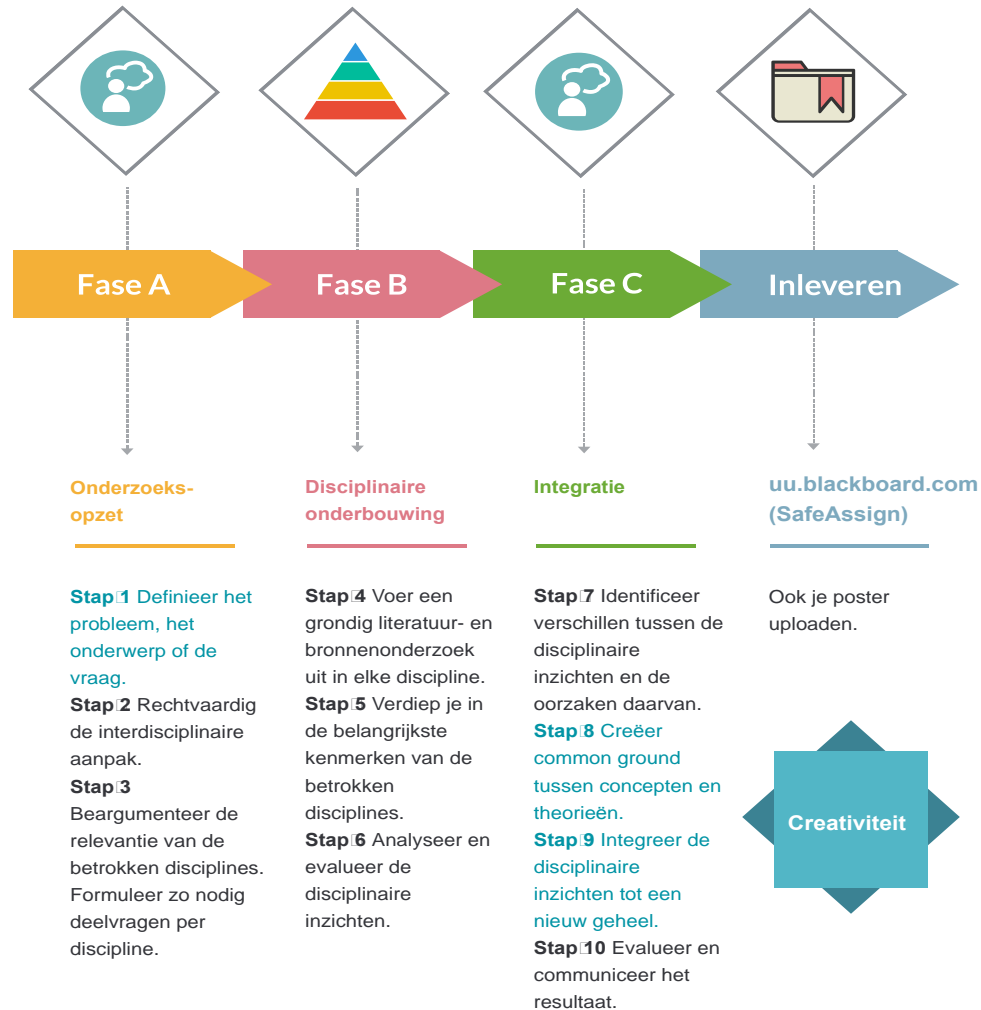 Fase A
Fase B
Fase C
Inleveren
Onderzoeks-
opzet
Stap 1 Definieer het
probleem, het
onderwerp of de
vraag.
Stap 2 Rechtvaardig
de interdisciplinaire
aanpak.
Stap 3
Beargumenteer de
relevantie van de
betrokken disciplines.
Formuleer zo nodig
deelvragen per
discipline.
Disciplinaire
onderbouwing
Stap 4 Voer een
grondig literatuur- en
bronnenonderzoek
uit in elke discipline.
Stap 5 Verdiep je in
de belangrijkste
kenmerken van de
betrokken
disciplines.
Stap 6 Analyseer en
evalueer de
disciplinaire
inzichten.
Integratie
Stap 7 Identificeer
verschillen tussen de
disciplinaire
inzichten en de
oorzaken daarvan.
Stap 8 Creëer
common ground
tussen concepten en
theorieën.
Stap 9 Integreer de
disciplinaire
inzichten tot een
nieuw geheel.
Stap 10 Evalueer en
communiceer het
resultaat.
uu.blackboard.com
(SafeAssign)
Ook je poster
uploaden.
Creativiteit